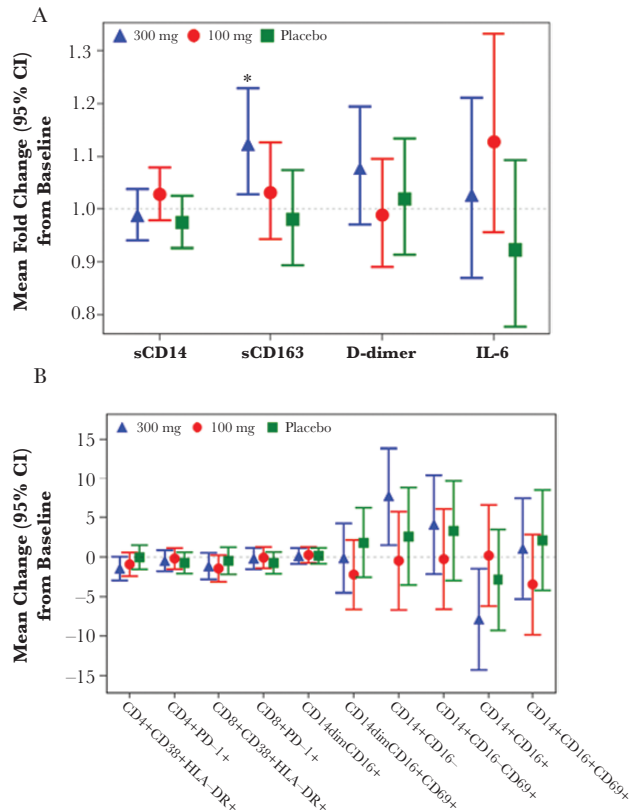 A
Mean Fold Change (95% CI)
from Baseline
300 mg 100 mg Placebo
1.3
1.2
1.1
1.0
0.9
0.8
*
sCD14 sCD163 D-dimer IL-6
B
Mean Change (95% CI)
from Baseline
300 mg 100 mg Placebo
15
10
5
0
−5
−10
−15
CD4+CD38+HLA–DR+
CD4+PD–1+
CD8+CD38+HLA–DR+
CD8+PD–1+
CD14dimCD16+
CD14dimCD16+CD69+
CD14+CD16–
CD14+CD16–CD69+
CD14+CD16+
CD14+CD16+CD69+